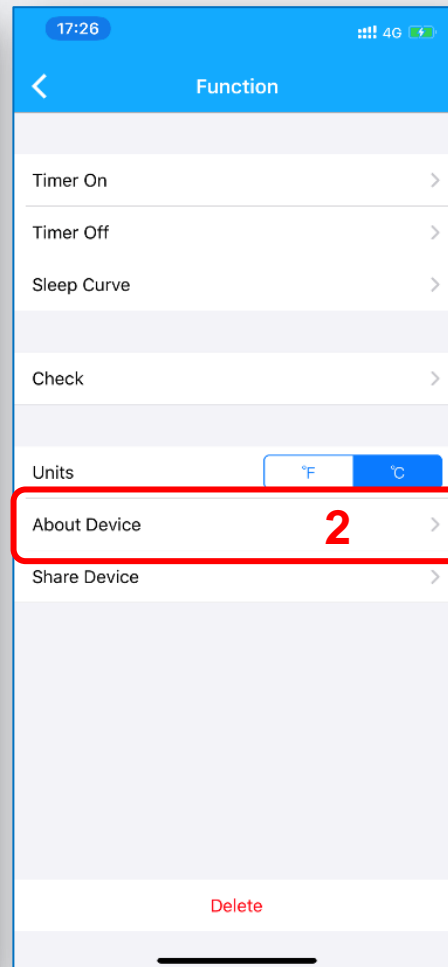 17:26
4G
Function
Timer On
Timer Off
Sleep Curve
Check
Units °F °C
About Device 2
Share Device
Delete